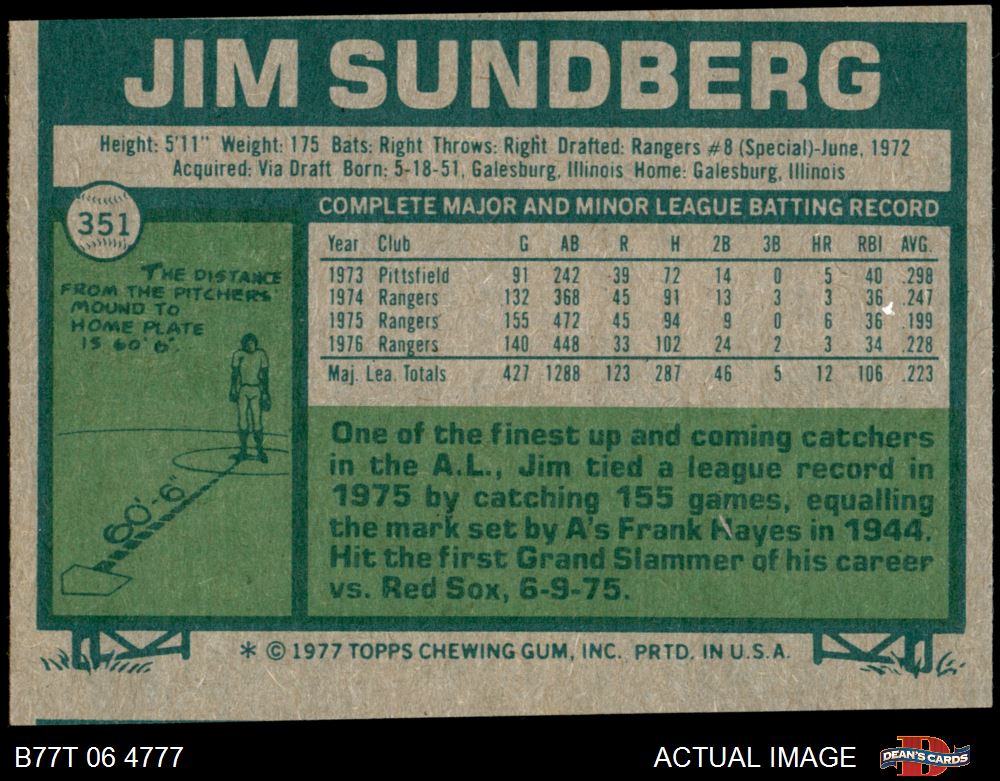 JIM SUNDBERG
Height: 5'11" Weight: 175 Bats: Right Throws: Right Drafted: Rangers #8 (Special)-June, 1972
Acquired: Via Draft Born: 5-18-51, Galesburg, Illinois Home: Galesburg, Illinois
351
THE DISTANCE
FROM THE PITCHERS
MOUND TO
HOME PLATE
IS 60'6".
60'-6"
COMPLETE MAJOR AND MINOR LEAGUE BATTING RECORD
Year Club G AB R H 2B 3B HR RBI AVG.
1973 Pittsfield 91 242 39 72 14 0 5 40 .298
1974 Rangers 132 368 45 91 13 3 3 36 .247
1975 Rangers 155 472 45 94 9 0 6 36 .199
1976 Rangers 140 448 33 102 24 2 3 34 .228
Maj. Lea. Totals 427 1288 123 287 46 5 12 106 .223
One of the finest up and coming catchers
in the A.L., Jim tied a league record in
1975 by catching 155 games, equalling
the mark set by A's Frank Hayes in 1944.
Hit the first Grand Slammer of his career
vs. Red Sox, 6-9-75.
* © 1977 TOPPS CHEWING GUM, INC. PRTD. IN U.S.A.
B77T 06 4777
ACTUAL IMAGE
DEAN'S CARDS